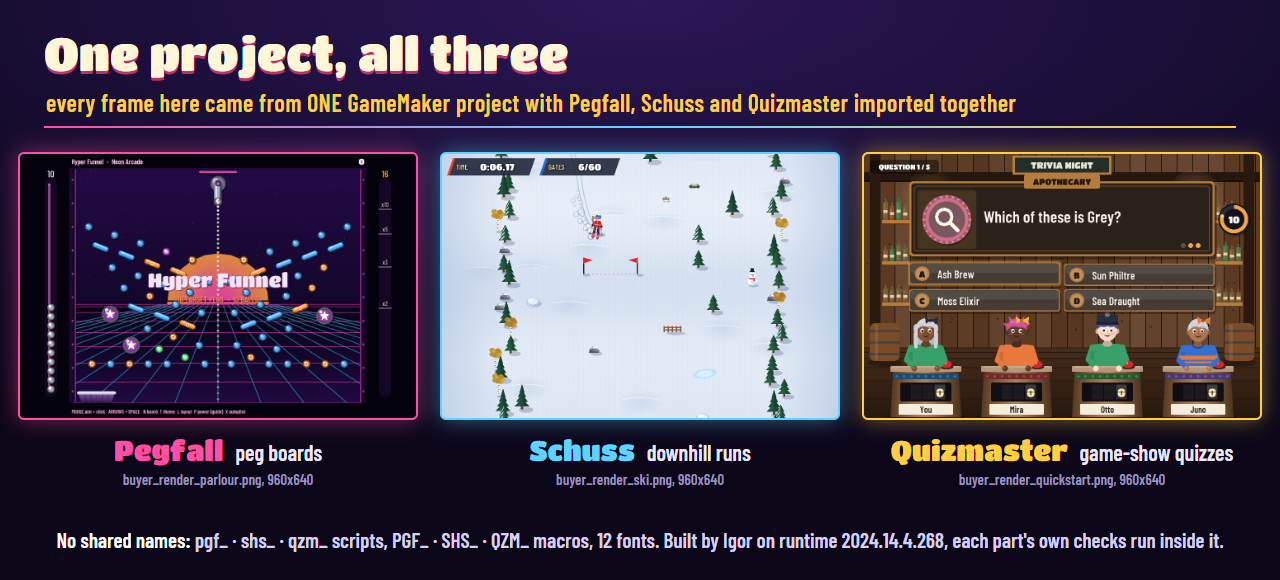 One project, all three
every frame here came from ONE GameMaker project with Pegfall, Schuss and Quizmaster imported together
Hyper Funnel - Neon Arcade
10
16
x10
x5
x3
x2
Hyper Funnel
TIME 0:06.17
GATES 6/60
QUESTION 1 / 5
TRIVIA NIGHT
APOTHECARY
Which of these is Grey?
10
A Ash Brew
B Sun Philtre
C Moss Elixir
D Sea Draught
You
Mira
Otto
Juno
Pegfall peg boards
Schuss downhill runs
Quizmaster game-show quizzes
buyer_render_parlour.png, 960x640
buyer_render_ski.png, 960x640
buyer_render_quickstart.png, 960x640
No shared names: pgf_ · shs_ · qzm_ scripts, PGF_ · SHS_ · QZM_ macros, 12 fonts. Built by Igor on runtime 2024.14.4.268, each part's own checks run inside it.